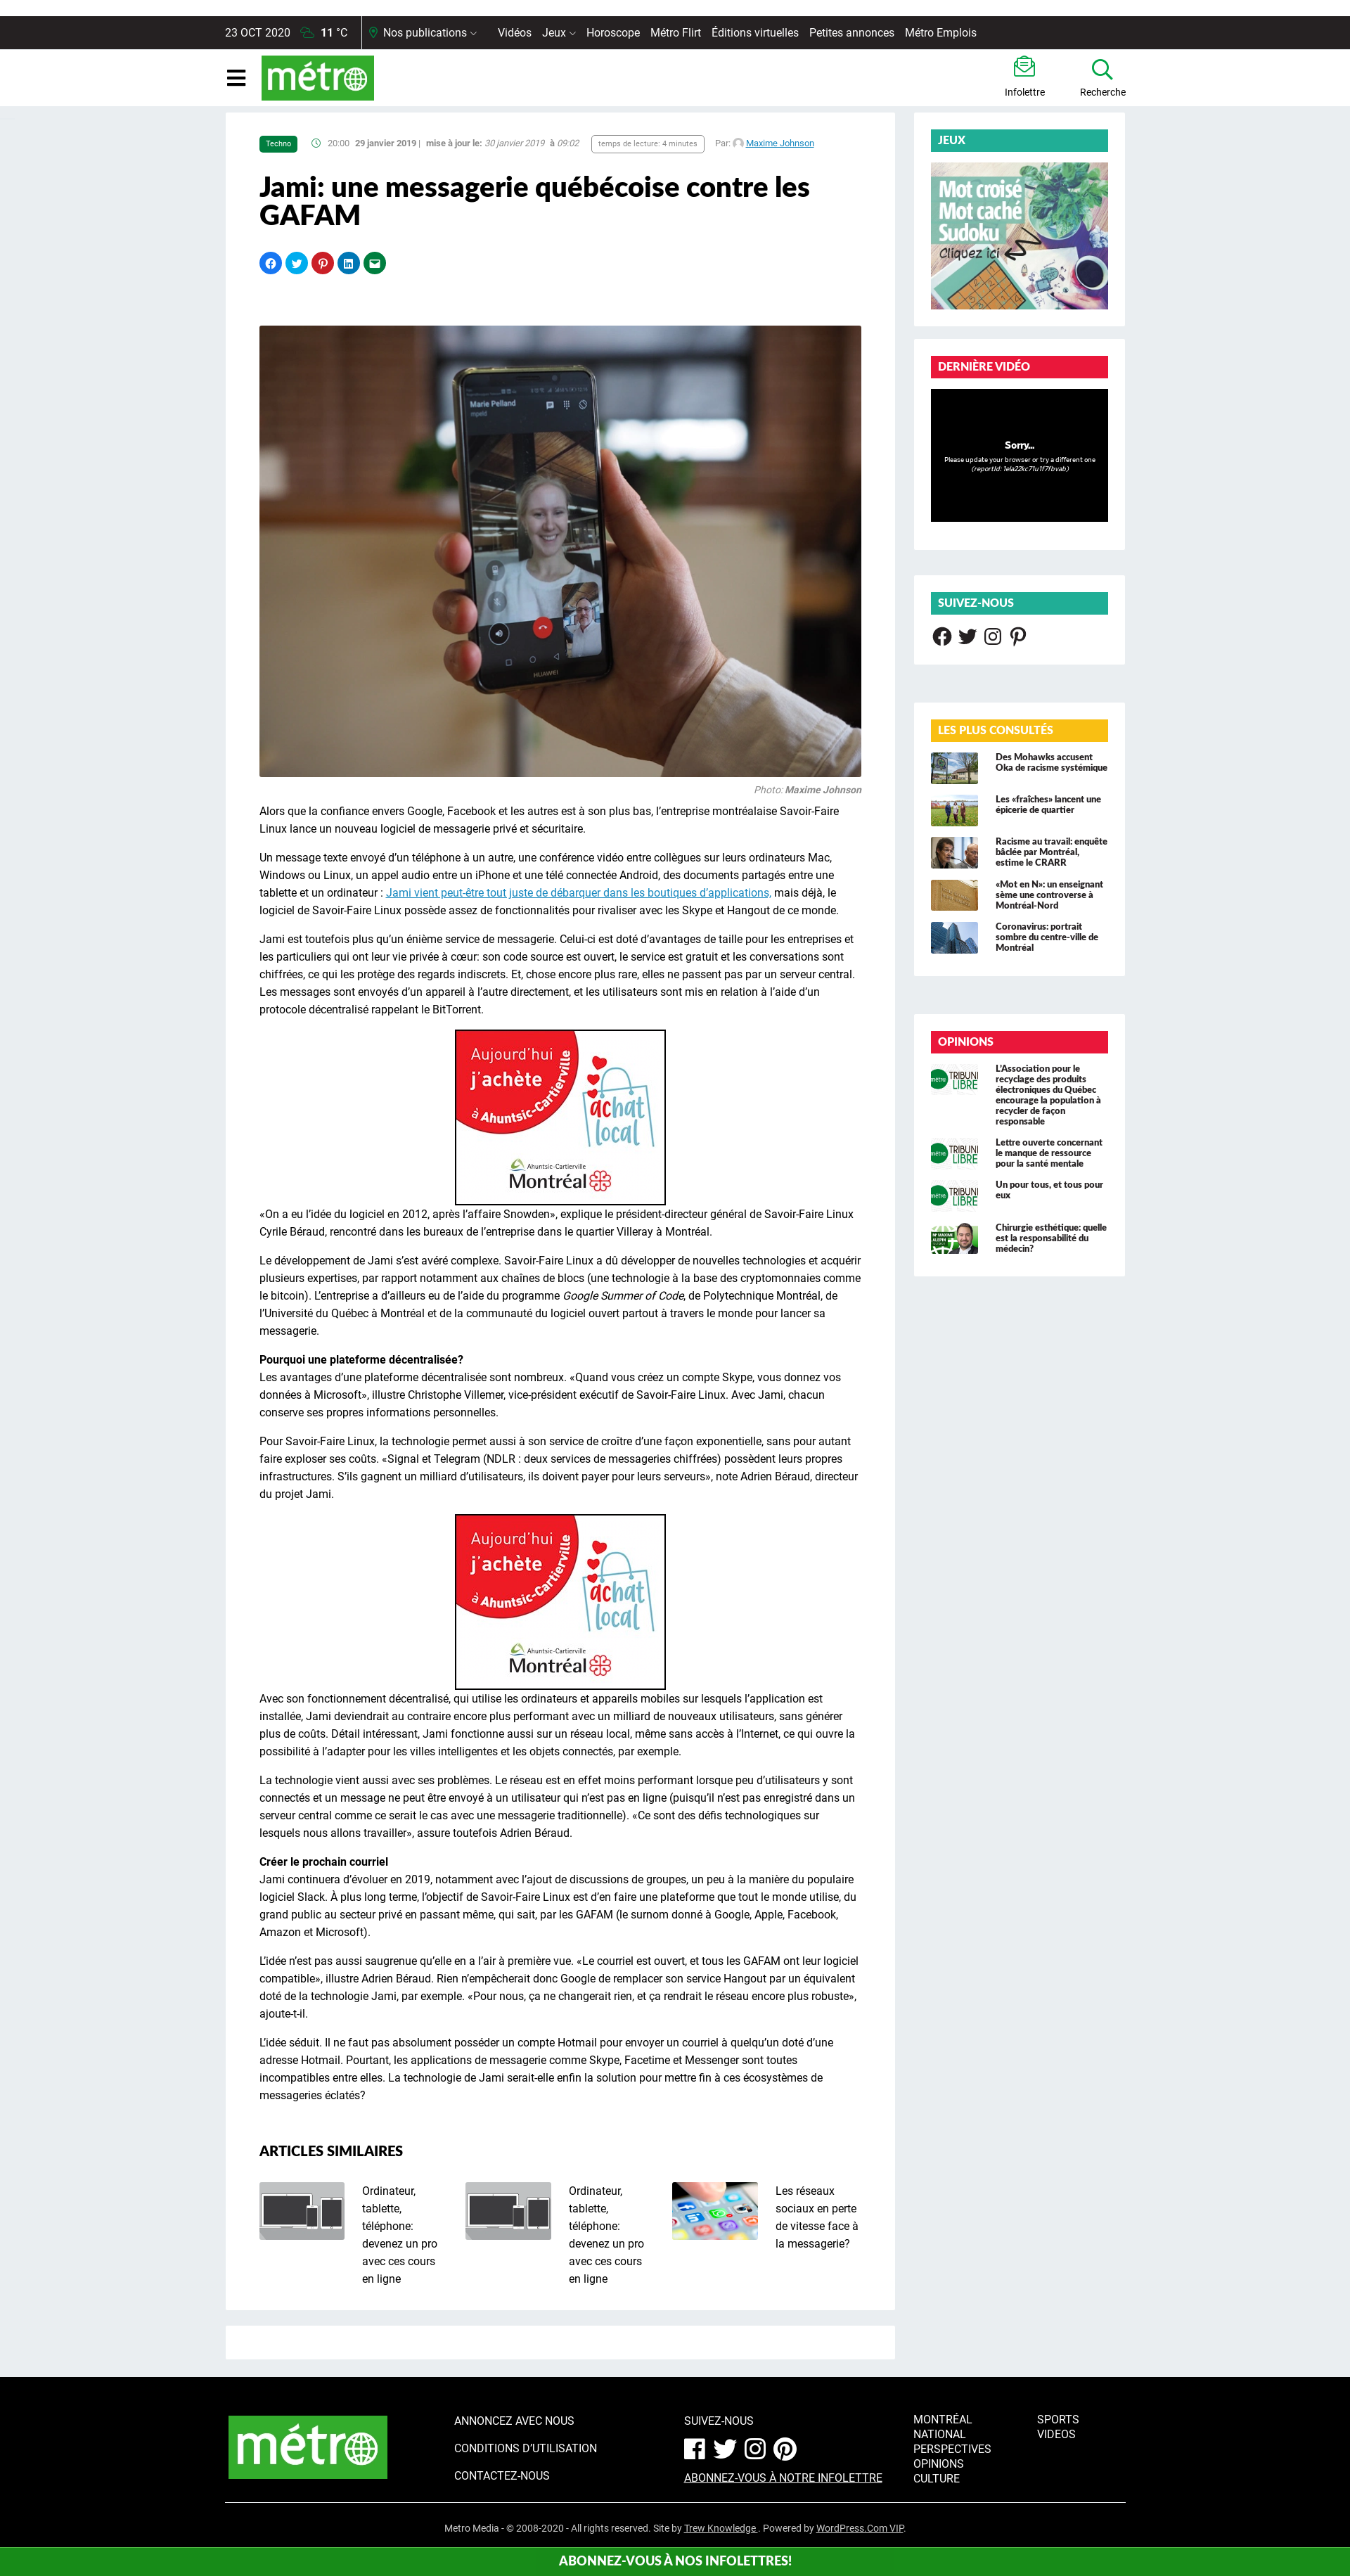 23 OCT 2020 11 °C Nos publications Vidéos Jeux Horoscope Métro Flirt Éditions virtuelles Petites annonces Métro Emplois
métro
Infolettre
Recherche
Techno 20:00 29 janvier 2019 | mise à jour le: 30 janvier 2019 à 09:02 temps de lecture: 4 minutes Par: Maxime Johnson
Jami: une messagerie québécoise contre les
GAFAM
Marie Pelland
HUAWEI
Photo: Maxime Johnson
Alors que la confiance envers Google, Facebook et les autres est à son plus bas, l’entreprise montréalaise Savoir-Faire
Linux lance un nouveau logiciel de messagerie privé et sécuritaire.
Un message texte envoyé d’un téléphone à un autre, une conférence vidéo entre collègues sur leurs ordinateurs Mac,
Windows ou Linux, un appel audio entre un iPhone et une télé connectée Android, des documents partagés entre une
tablette et un ordinateur : Jami vient peut-être tout juste de débarquer dans les boutiques d’applications, mais déjà, le
logiciel de Savoir-Faire Linux possède assez de fonctionnalités pour rivaliser avec les Skype et Hangout de ce monde.
Jami est toutefois plus qu’un énième service de messagerie. Celui-ci est doté d’avantages de taille pour les entreprises et
les particuliers qui ont leur vie privée à cœur: son code source est ouvert, le service est gratuit et les conversations sont
chiffrées, ce qui les protège des regards indiscrets. Et, chose encore plus rare, elles ne passent pas par un serveur central.
Les messages sont envoyés d’un appareil à l’autre directement, et les utilisateurs sont mis en relation à l’aide d’un
protocole décentralisé rappelant le BitTorrent.
Aujourd’hui
j’achète
à Ahuntsic-Cartierville
achat
local
Ahuntsic-Cartierville
Montréal
«On a eu l’idée du logiciel en 2012, après l’affaire Snowden», explique le président-directeur général de Savoir-Faire Linux
Cyrile Béraud, rencontré dans les bureaux de l’entreprise dans le quartier Villeray à Montréal.
Le développement de Jami s’est avéré complexe. Savoir-Faire Linux a dû développer de nouvelles technologies et acquérir
plusieurs expertises, par rapport notamment aux chaînes de blocs (une technologie à la base des cryptomonnaies comme
le bitcoin). L’entreprise a d’ailleurs eu de l’aide du programme Google Summer of Code, de Polytechnique Montréal, de
l’Université du Québec à Montréal et de la communauté du logiciel ouvert partout à travers le monde pour lancer sa
messagerie.
Pourquoi une plateforme décentralisée?
Les avantages d’une plateforme décentralisée sont nombreux. «Quand vous créez un compte Skype, vous donnez vos
données à Microsoft», illustre Christophe Villemer, vice-président exécutif de Savoir-Faire Linux. Avec Jami, chacun
conserve ses propres informations personnelles.
Pour Savoir-Faire Linux, la technologie permet aussi à son service de croître d’une façon exponentielle, sans pour autant
faire exploser ses coûts. «Signal et Telegram (NDLR : deux services de messageries chiffrées) possèdent leurs propres
infrastructures. S’ils gagnent un milliard d’utilisateurs, ils doivent payer pour leurs serveurs», note Adrien Béraud, directeur
du projet Jami.
Aujourd’hui
j’achète
à Ahuntsic-Cartierville
achat
local
Ahuntsic-Cartierville
Montréal
Avec son fonctionnement décentralisé, qui utilise les ordinateurs et appareils mobiles sur lesquels l’application est
installée, Jami deviendrait au contraire encore plus performant avec un milliard de nouveaux utilisateurs, sans générer
plus de coûts. Détail intéressant, Jami fonctionne aussi sur un réseau local, même sans accès à l’Internet, ce qui ouvre la
possibilité à l’adapter pour les villes intelligentes et les objets connectés, par exemple.
La technologie vient aussi avec ses problèmes. Le réseau est en effet moins performant lorsque peu d’utilisateurs y sont
connectés et un message ne peut être envoyé à un utilisateur qui n’est pas en ligne (puisqu’il n’est pas enregistré dans un
serveur central comme ce serait le cas avec une messagerie traditionnelle). «Ce sont des défis technologiques sur
lesquels nous allons travailler», assure toutefois Adrien Béraud.
Créer le prochain courriel
Jami continuera d’évoluer en 2019, notamment avec l’ajout de discussions de groupes, un peu à la manière du populaire
logiciel Slack. À plus long terme, l’objectif de Savoir-Faire Linux est d’en faire une plateforme que tout le monde utilise, du
grand public au secteur privé en passant même, qui sait, par les GAFAM (le surnom donné à Google, Apple, Facebook,
Amazon et Microsoft).
L’idée n’est pas aussi saugrenue qu’elle en a l’air à première vue. «Le courriel est ouvert, et tous les GAFAM ont leur logiciel
compatible», illustre Adrien Béraud. Rien n’empêcherait donc Google de remplacer son service Hangout par un équivalent
doté de la technologie Jami, par exemple. «Pour nous, ça ne changerait rien, et ça rendrait le réseau encore plus robuste»,
ajoute-t-il.
L’idée séduit. Il ne faut pas absolument posséder un compte Hotmail pour envoyer un courriel à quelqu’un doté d’une
adresse Hotmail. Pourtant, les applications de messagerie comme Skype, Facetime et Messenger sont toutes
incompatibles entre elles. La technologie de Jami serait-elle enfin la solution pour mettre fin à ces écosystèmes de
messageries éclatés?
ARTICLES SIMILAIRES
Ordinateur,
tablette,
téléphone:
devenez un pro
avec ces cours
en ligne
Ordinateur,
tablette,
téléphone:
devenez un pro
avec ces cours
en ligne
Les réseaux
sociaux en perte
de vitesse face à
la messagerie?
JEUX
Mot croisé
Mot caché
Sudoku
Cliquez ici
DERNIÈRE VIDÉO
Sorry...
Please update your browser or try a different one
(reportId: 1ela22kc71u1f7fbvab)
SUIVEZ-NOUS
LES PLUS CONSULTÉS
Des Mohawks accusent
Oka de racisme systémique
Les «fraîches» lancent une
épicerie de quartier
Racisme au travail: enquête
bâclée par Montréal,
estime le CRARR
«Mot en N»: un enseignant
sème une controverse à
Montréal-Nord
Coronavirus: portrait
sombre du centre-ville de
Montréal
OPINIONS
métro TRIBUN
LIBRE
L’Association pour le
recyclage des produits
électroniques du Québec
encourage la population à
recycler de façon
responsable
métro TRIBUN
LIBRE
Lettre ouverte concernant
le manque de ressource
pour la santé mentale
métro TRIBUN
LIBRE
Un pour tous, et tous pour
eux
Chirurgie esthétique: quelle
est la responsabilité du
médecin?
métro
ANNONCEZ AVEC NOUS
CONDITIONS D’UTILISATION
CONTACTEZ-NOUS
SUIVEZ-NOUS
ABONNEZ-VOUS À NOTRE INFOLETTRE
MONTRÉAL
NATIONAL
PERSPECTIVES
OPINIONS
CULTURE
SPORTS
VIDEOS
Metro Media - © 2008-2020 - All rights reserved. Site by Trew Knowledge . Powered by WordPress.Com VIP.
ABONNEZ-VOUS À NOS INFOLETTRES!